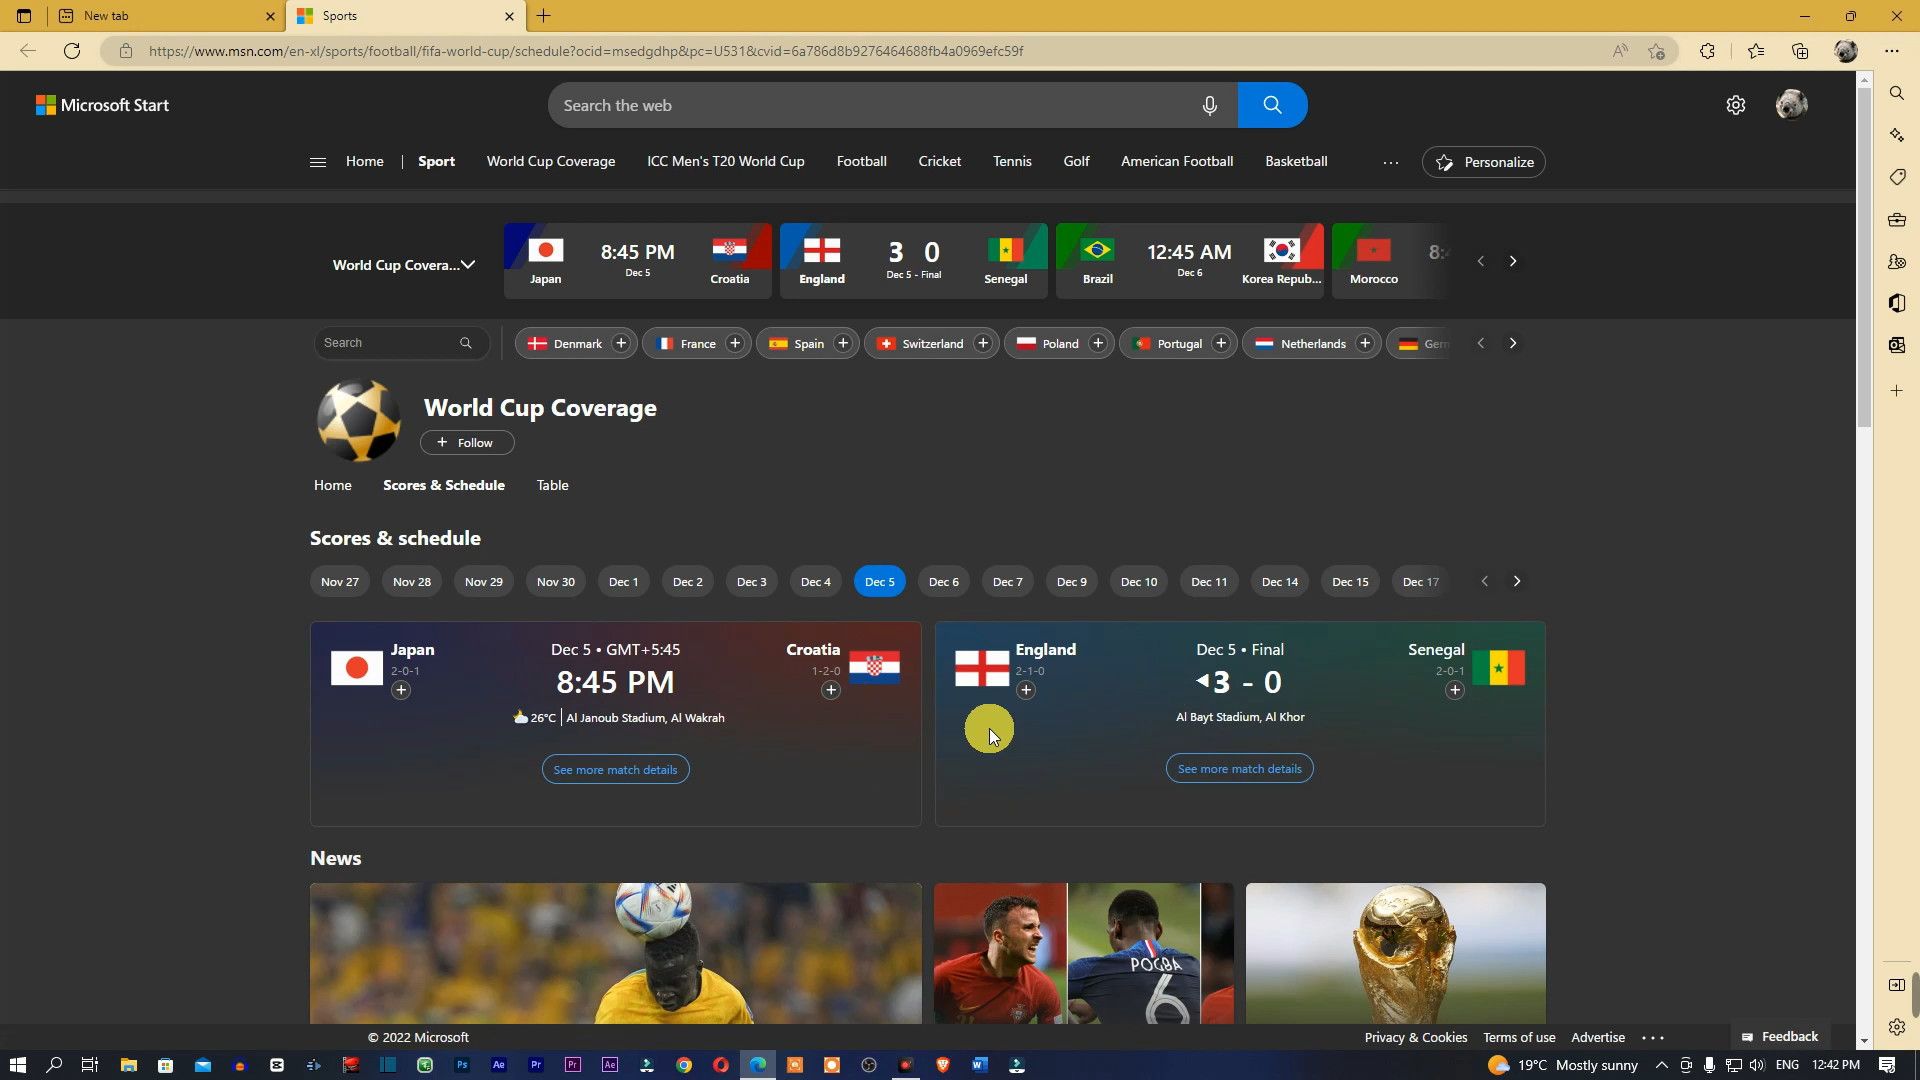 New tab
Sports
https://www.msn.com/en-xl/sports/football/fifa-world-cup/schedule?ocid=msedgdhp&pc=U531&cvid=6a786d8b9276464688fb4a0969efc59f
Microsoft Start
Search the web
Home | Sport World Cup Coverage ICC Men's T20 World Cup Football Cricket Tennis Golf American Football Basketball ... Personalize
World Cup Covera...
Japan 8:45 PM Dec 5 Croatia
England 3 0 Dec 5 - Final Senegal
Brazil 12:45 AM Dec 6 Korea Repub...
Morocco 8:4
Search
Denmark France Spain Switzerland Poland Portugal Netherlands Gern
World Cup Coverage
+ Follow
Home Scores & Schedule Table
Scores & schedule
Nov 27 Nov 28 Nov 29 Nov 30 Dec 1 Dec 2 Dec 3 Dec 4 Dec 5 Dec 6 Dec 7 Dec 9 Dec 10 Dec 11 Dec 14 Dec 15 Dec 17
Japan
2-0-1
Dec 5 • GMT+5:45
8:45 PM
26°C | Al Janoub Stadium, Al Wakrah
Croatia
1-2-0
See more match details
England
2-1-0
Dec 5 • Final
3 - 0
Al Bayt Stadium, Al Khor
Senegal
2-0-1
See more match details
News
POGBA
6
© 2022 Microsoft
Privacy & Cookies Terms of use Advertise ... Feedback
Ps Ae Pr Pr Ae
19°C Mostly sunny ENG 12:42 PM